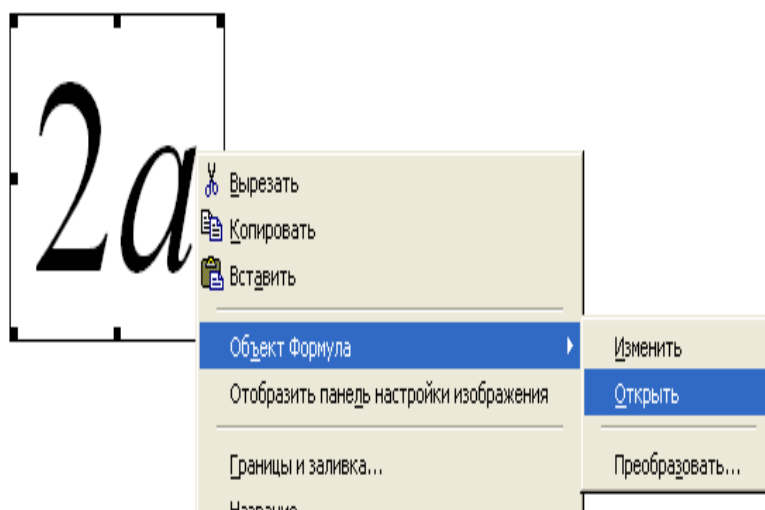 2a
Вырезать
Копировать
Вставить
Объект Формула
Изменить
Отобразить панель настройки изображения
Открыть
Границы и заливка...
Преобразовать...